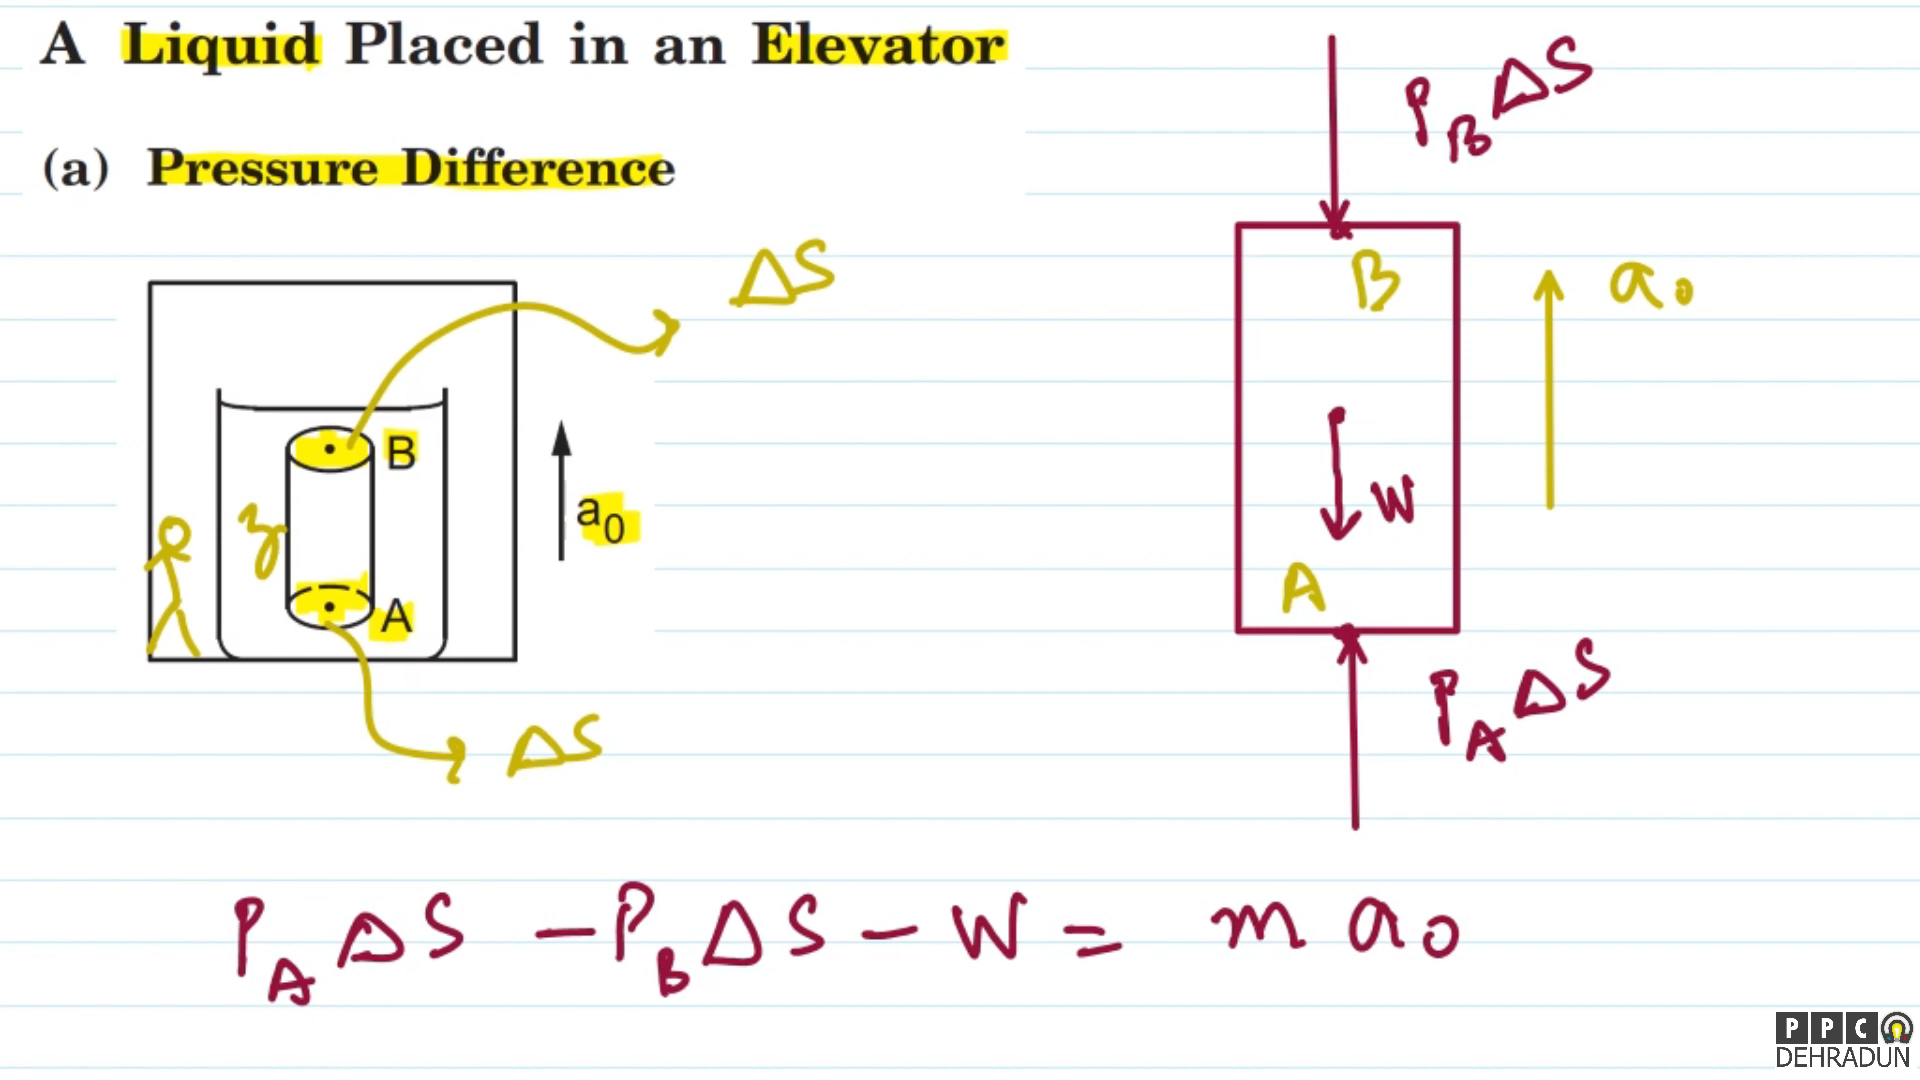 A Liquid Placed in an Elevator
(a) Pressure Difference
ΔS
B
z
a₀
A
ΔS
P_B ΔS
B
a₀
W
A
P_A ΔS
P_A ΔS − P_B ΔS − W = m a₀
PPC
DEHRADUN